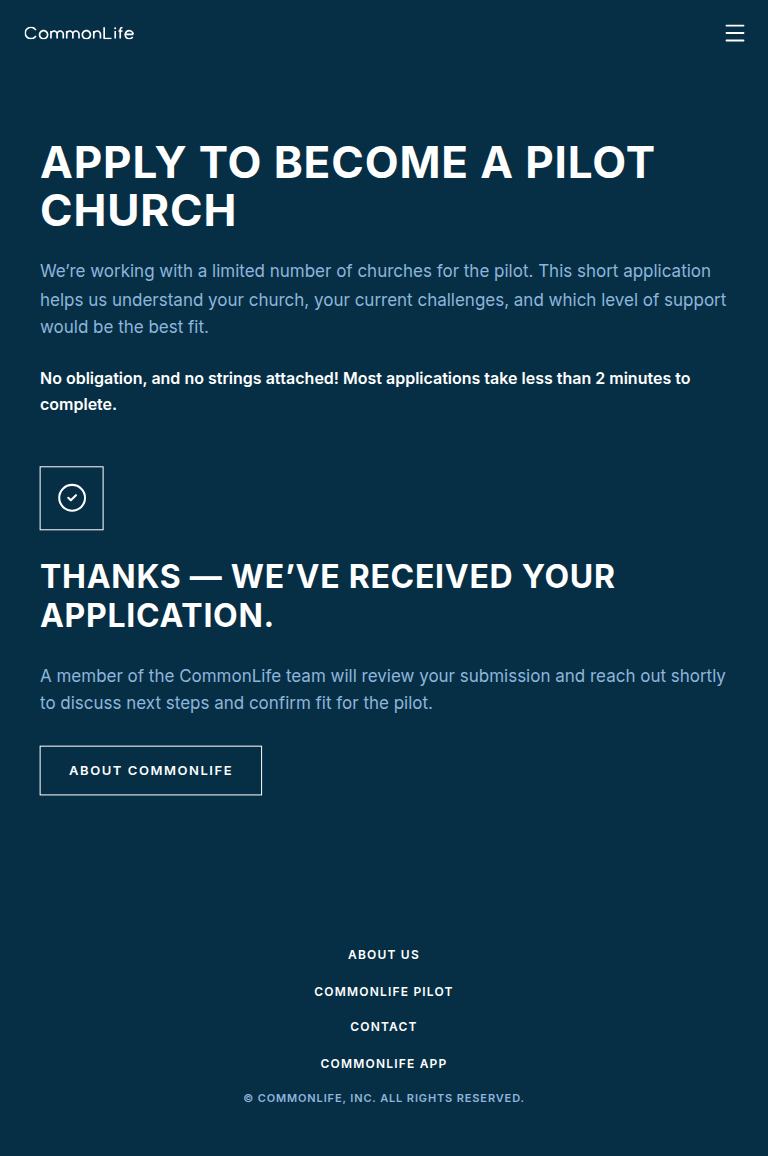 CommonLife
APPLY TO BECOME A PILOT
CHURCH
We’re working with a limited number of churches for the pilot. This short application
helps us understand your church, your current challenges, and which level of support
would be the best fit.
No obligation, and no strings attached! Most applications take less than 2 minutes to
complete.
THANKS — WE’VE RECEIVED YOUR
APPLICATION.
A member of the CommonLife team will review your submission and reach out shortly
to discuss next steps and confirm fit for the pilot.
ABOUT COMMONLIFE
ABOUT US
COMMONLIFE PILOT
CONTACT
COMMONLIFE APP
© COMMONLIFE, INC. ALL RIGHTS RESERVED.